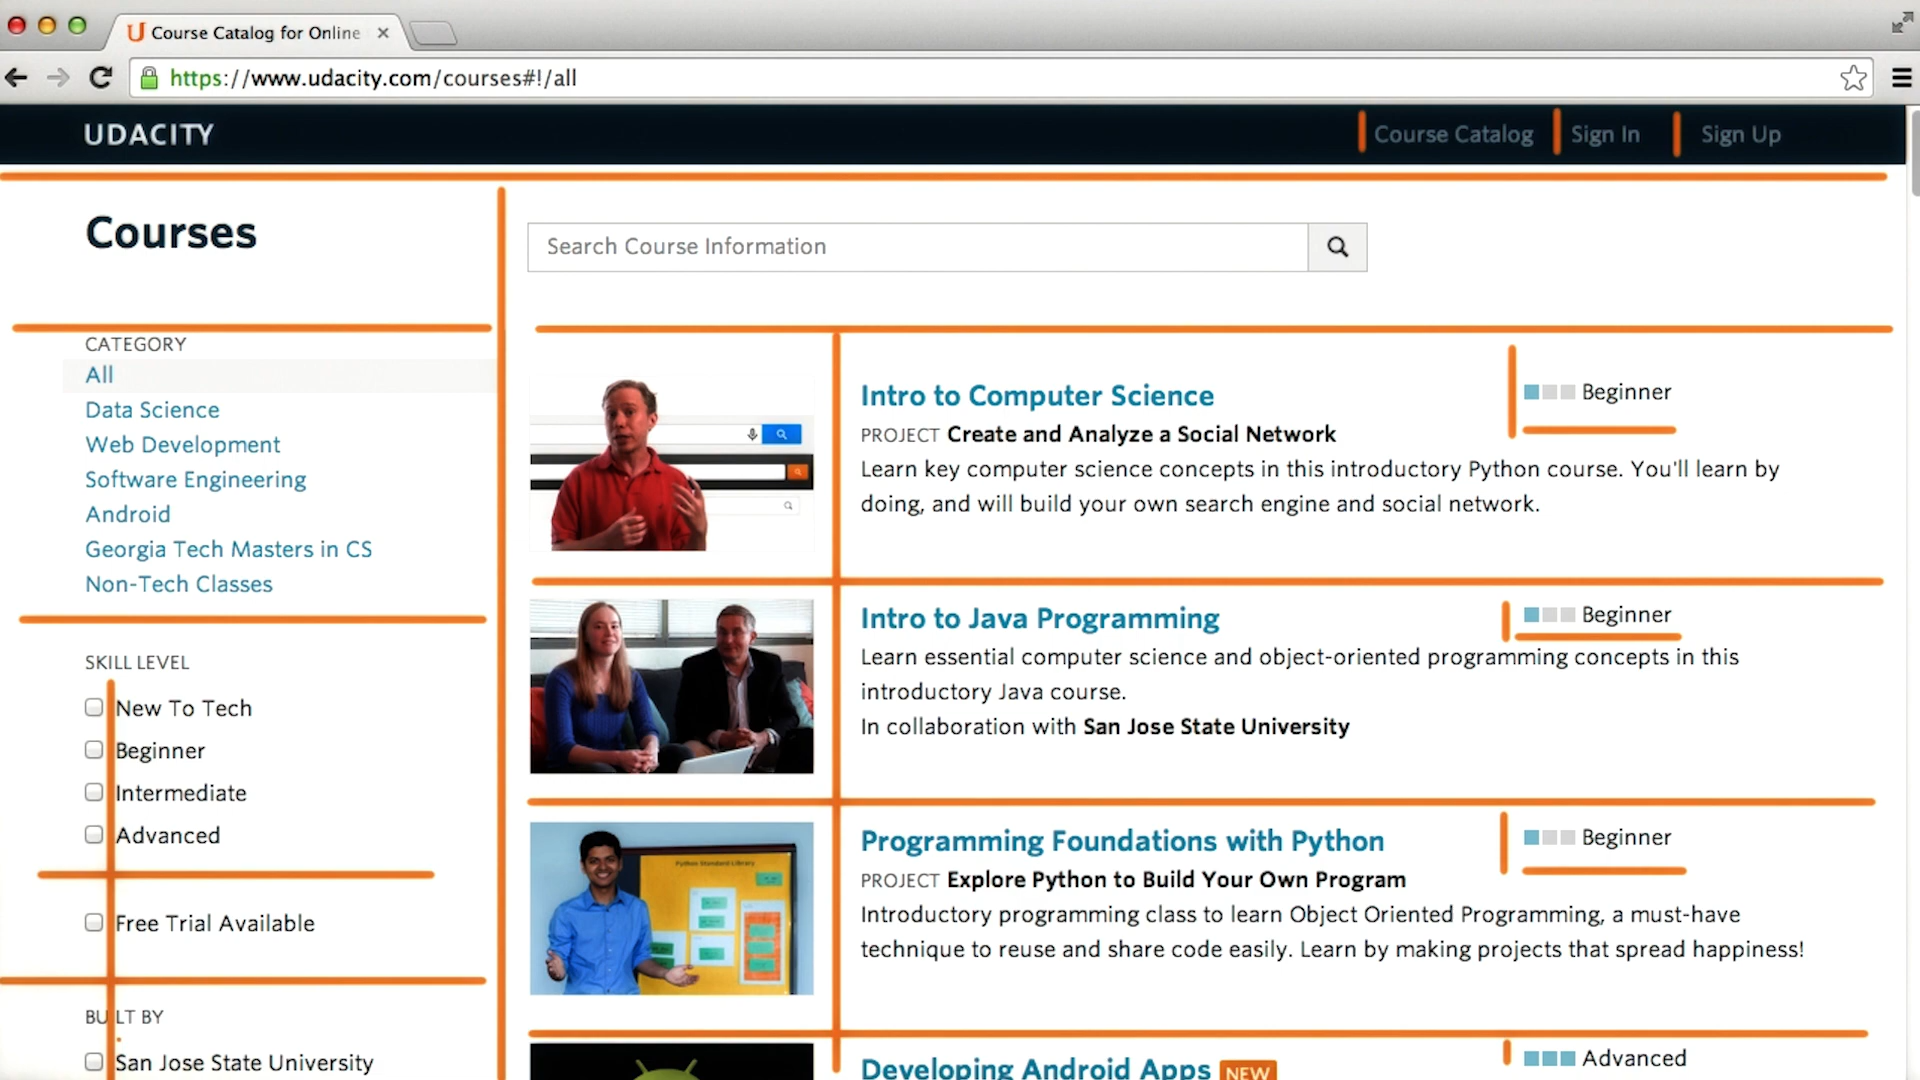 Course Catalog for Online
https://www.udacity.com/courses#!/all
UDACITY
Course Catalog
Sign In
Sign Up
Courses
Search Course Information
CATEGORY
All
Data Science
Web Development
Software Engineering
Android
Georgia Tech Masters in CS
Non-Tech Classes
SKILL LEVEL
New To Tech
Beginner
Intermediate
Advanced
Free Trial Available
BUILT BY
San Jose State University
Intro to Computer Science
Beginner
PROJECT Create and Analyze a Social Network
Learn key computer science concepts in this introductory Python course. You'll learn by
doing, and will build your own search engine and social network.
Intro to Java Programming
Beginner
Learn essential computer science and object-oriented programming concepts in this
introductory Java course.
In collaboration with San Jose State University
Python Standard Library
Programming Foundations with Python
Beginner
PROJECT Explore Python to Build Your Own Program
Introductory programming class to learn Object Oriented Programming, a must-have
technique to reuse and share code easily. Learn by making projects that spread happiness!
Developing Android Apps NEW
Advanced